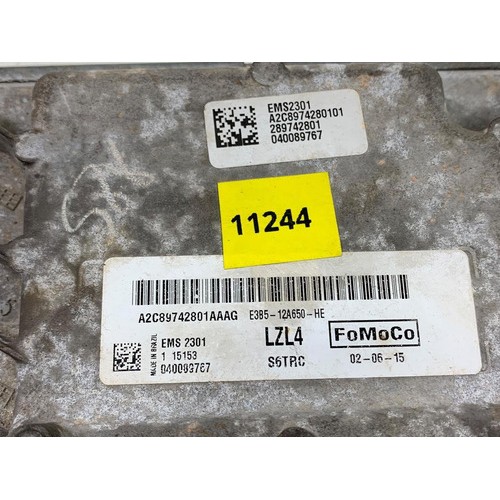 EMS2301
A2C8974280101
289742801
040089767
11244
A2C89742801AAAG E3B5-12A650-HE
MADE IN BRAZIL
EMS 2301
1 15153
040089767
LZL4
S6TRC
FoMoCo
02-06-15